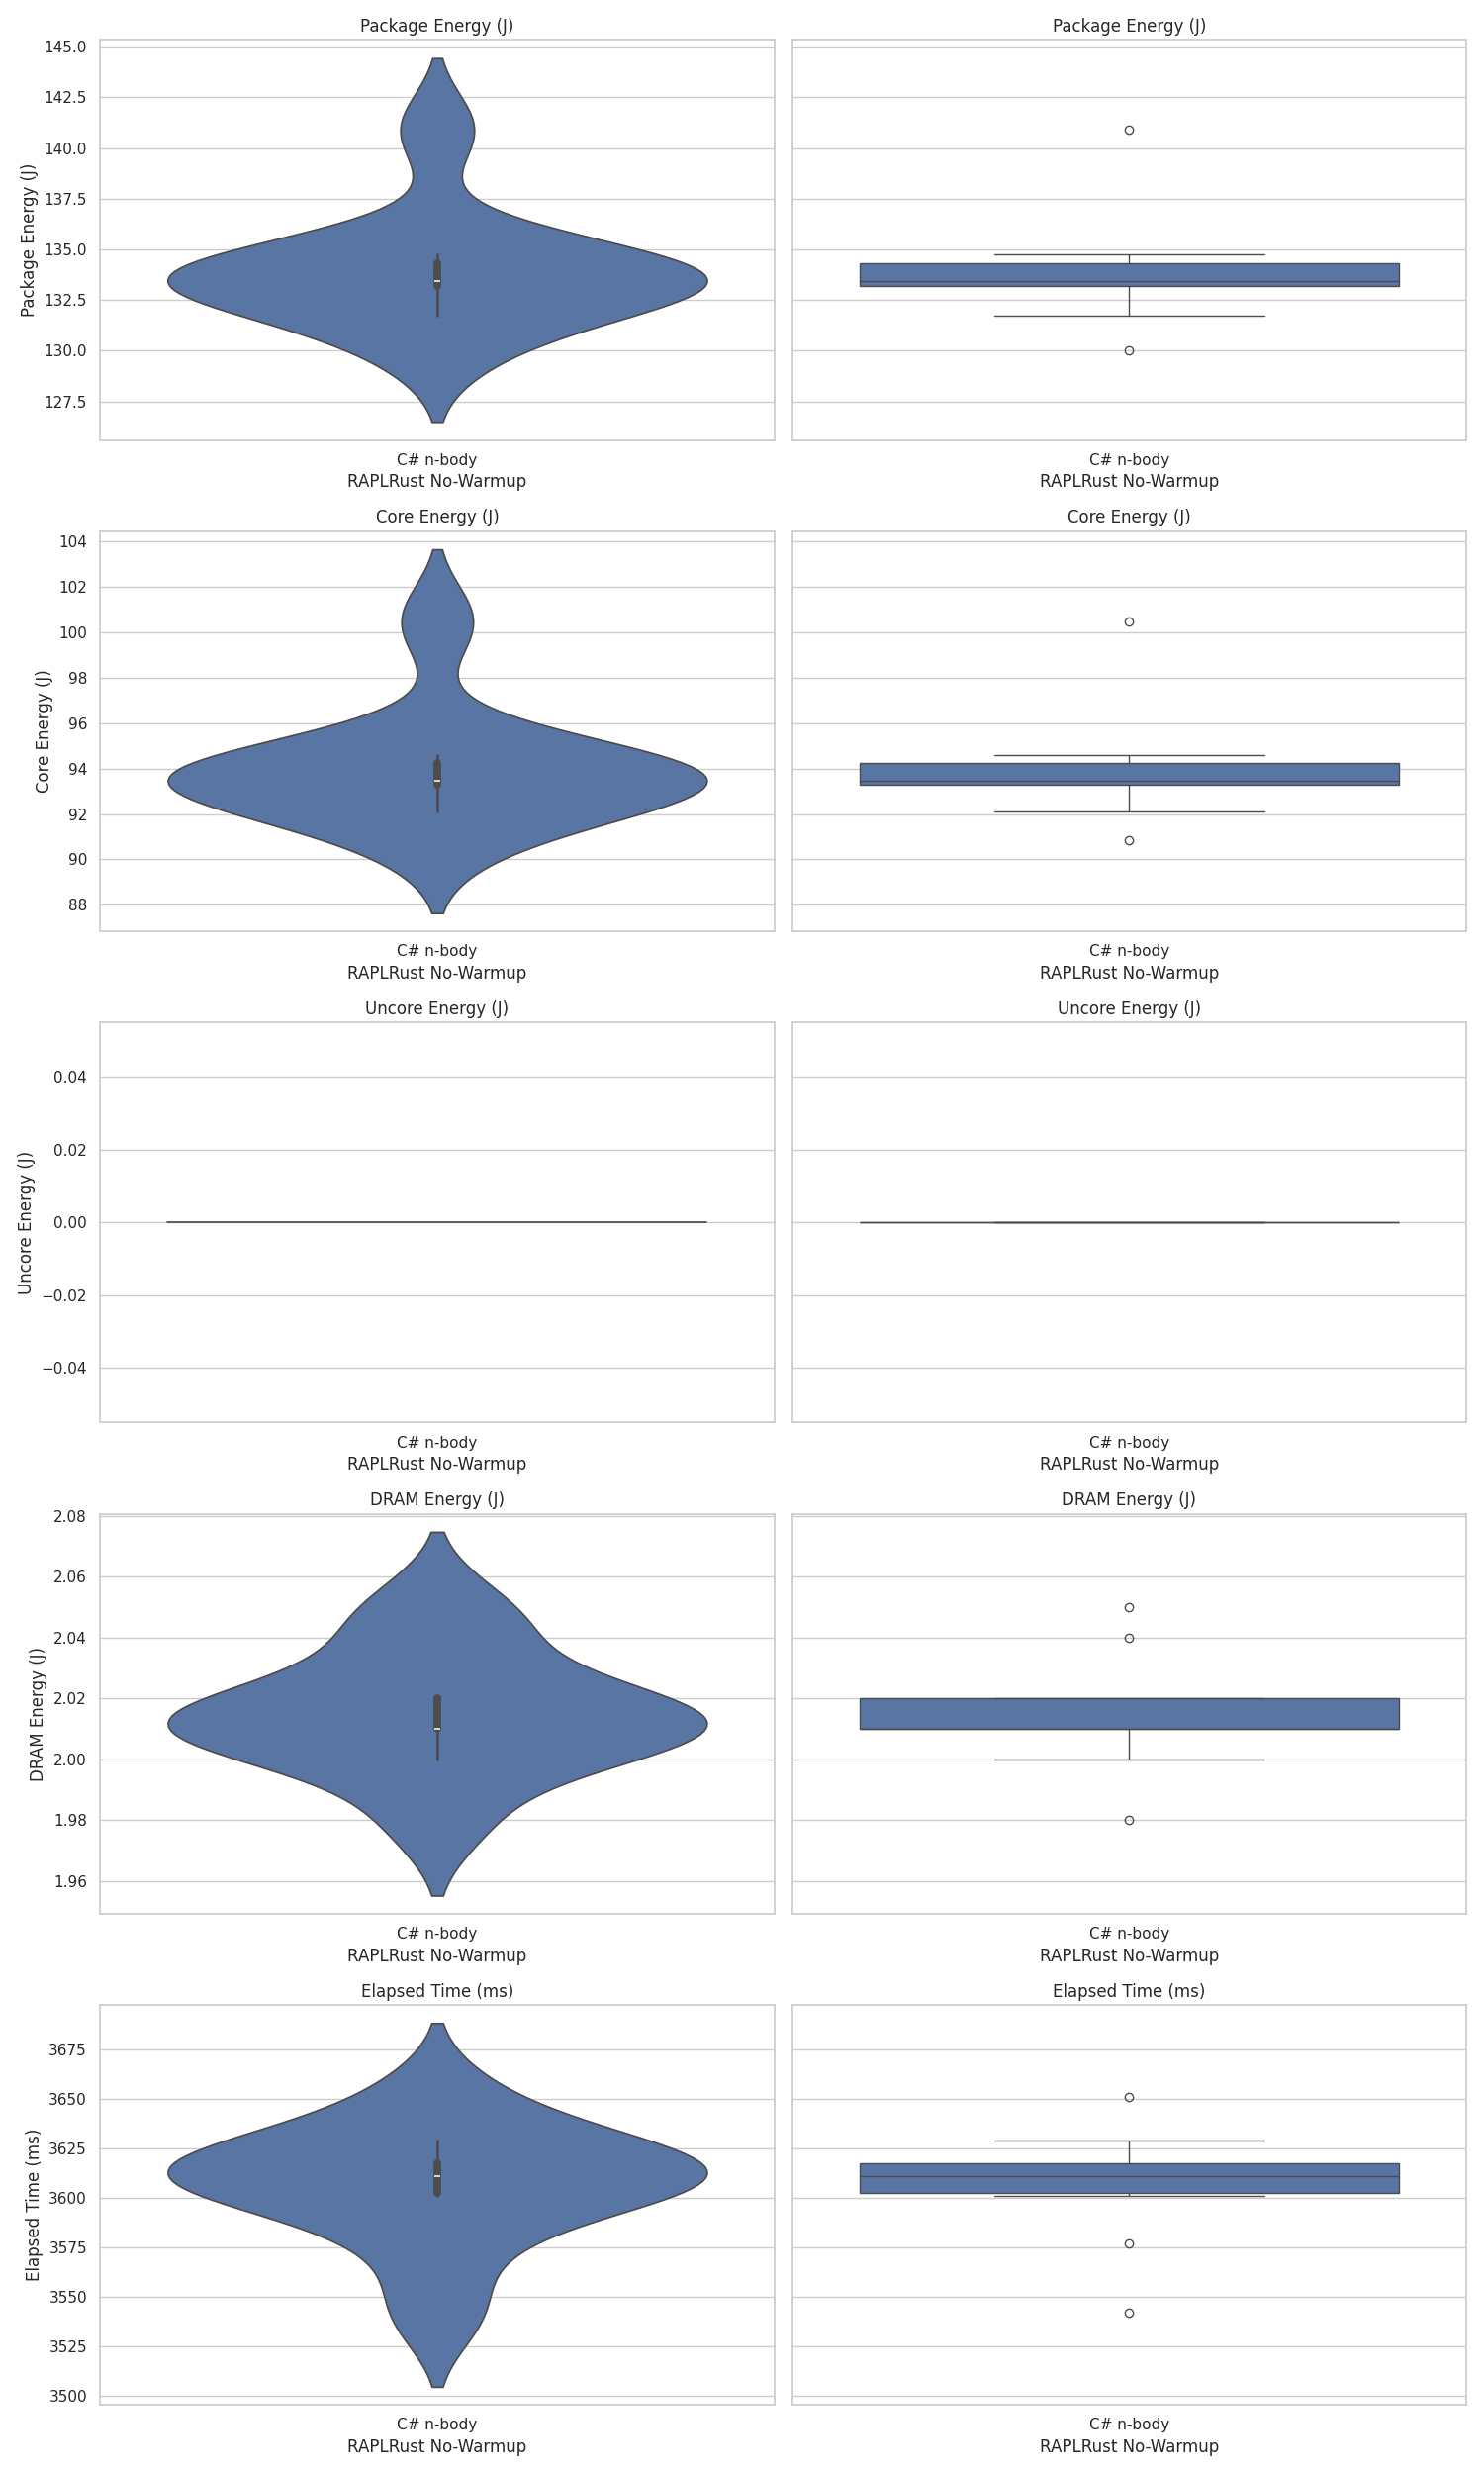 Package Energy (J)
Package Energy (J)
Package Energy (J)
145.0
142.5
140.0
137.5
135.0
132.5
130.0
127.5
C# n-body
C# n-body
RAPLRust No-Warmup
RAPLRust No-Warmup
Core Energy (J)
Core Energy (J)
Core Energy (J)
104
102
100
98
96
94
92
90
88
C# n-body
C# n-body
RAPLRust No-Warmup
RAPLRust No-Warmup
Uncore Energy (J)
Uncore Energy (J)
Uncore Energy (J)
0.04
0.02
0.00
−0.02
−0.04
C# n-body
C# n-body
RAPLRust No-Warmup
RAPLRust No-Warmup
DRAM Energy (J)
DRAM Energy (J)
DRAM Energy (J)
2.08
2.06
2.04
2.02
2.00
1.98
1.96
C# n-body
C# n-body
RAPLRust No-Warmup
RAPLRust No-Warmup
Elapsed Time (ms)
Elapsed Time (ms)
Elapsed Time (ms)
3675
3650
3625
3600
3575
3550
3525
3500
C# n-body
C# n-body
RAPLRust No-Warmup
RAPLRust No-Warmup